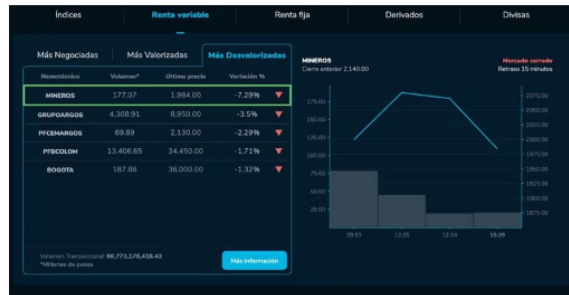 Índices Renta variable Renta fija Derivados Divisas
Más Negociadas Más Valorizadas Más Desvalorizadas
Nemotécnico Volumen* Último precio Variación %
MINEROS 177.07 1,984.00 -7.29%
GRUPOARGOS 4,308.91 8,950.00 -3.5%
PFCEMARGOS 69.89 2,130.00 -2.29%
PFBCOLOM 13.406.65 34,450.00 -1.71%
BOGOTA 187.86 36,000.00 -1.32%
Volumen Transaccional 66,773,178,418.43
*Millones de pesos
Más información
MINEROS
Cierre anterior 2,140.00
Mercado cerrado
Retraso 15 minutos
175.00
150.00
125.00
100.00
75.00
50.00
25.00
2075.00
2050.00
2025.00
2000.00
1975.00
1950.00
1925.00
1900.00
1875.00
09:53 12:25 12:54 15:29